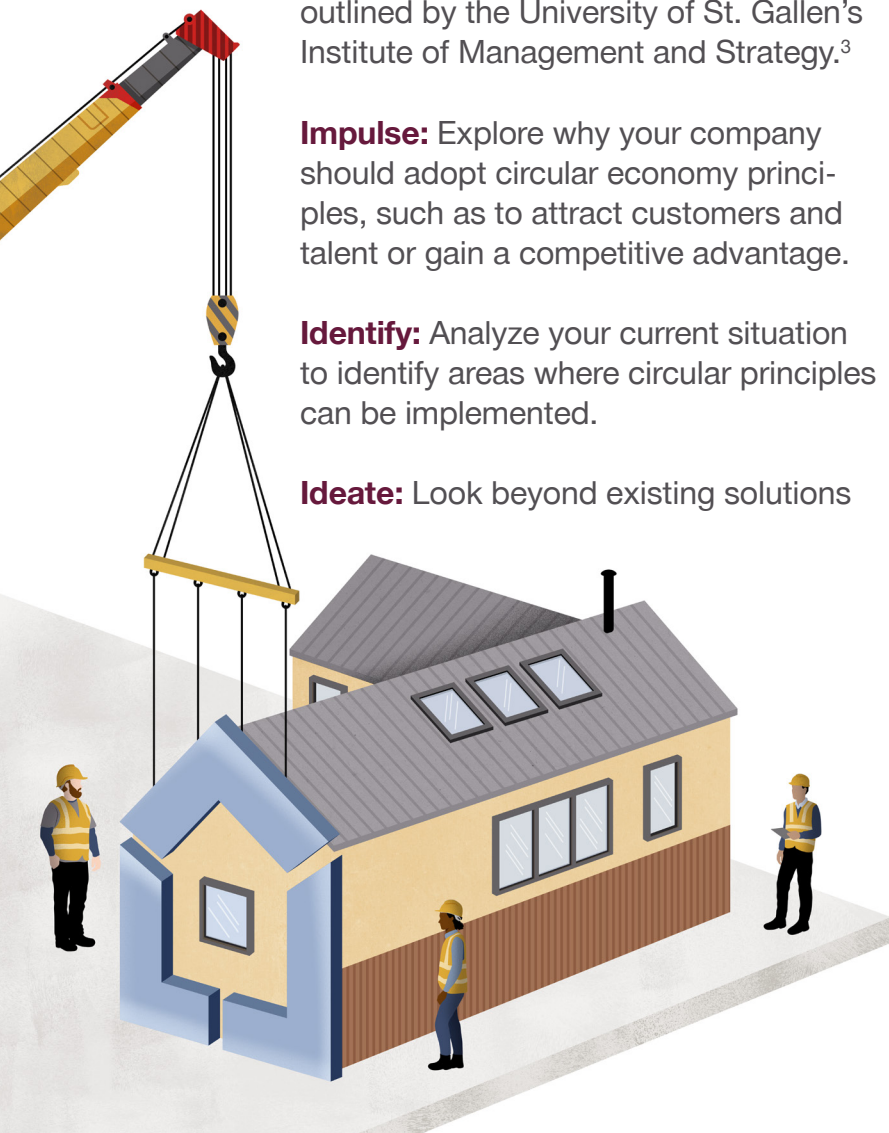 outlined by the University of St. Gallen’s
Institute of Management and Strategy.³
Impulse: Explore why your company
should adopt circular economy princi-
ples, such as to attract customers and
talent or gain a competitive advantage.
Identify: Analyze your current situation
to identify areas where circular principles
can be implemented.
Ideate: Look beyond existing solutions